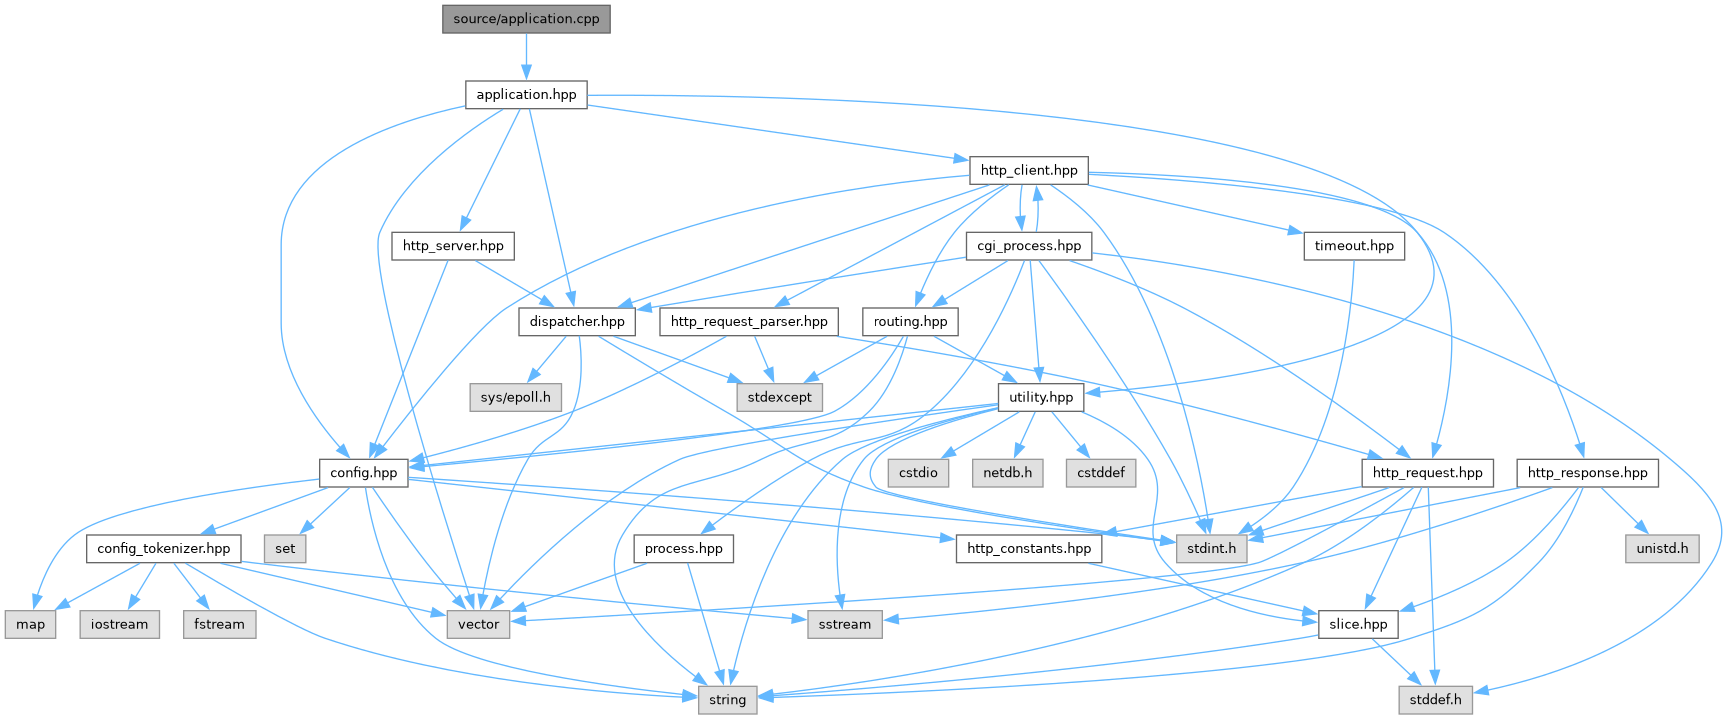 source/application.cpp
application.hpp
http_client.hpp
http_server.hpp
cgi_process.hpp
timeout.hpp
dispatcher.hpp
http_request_parser.hpp
routing.hpp
sys/epoll.h
stdexcept
utility.hpp
config.hpp
cstdio
netdb.h
cstddef
http_request.hpp
http_response.hpp
config_tokenizer.hpp
set
process.hpp
http_constants.hpp
stdint.h
unistd.h
map
iostream
fstream
vector
sstream
slice.hpp
string
stddef.h